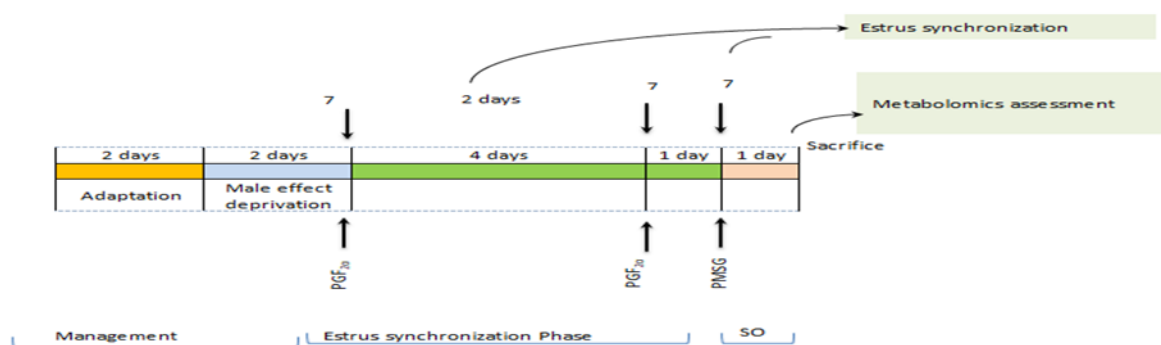 Estrus synchronization
7
2 days
7
7
Metabolomics assessment
Sacrifice
2 days
2 days
4 days
1 day
1 day
Adaptation
Male effect
deprivation
PGF2α
PGF2α
PMSG
Management
Estrus synchronization Phase
SO